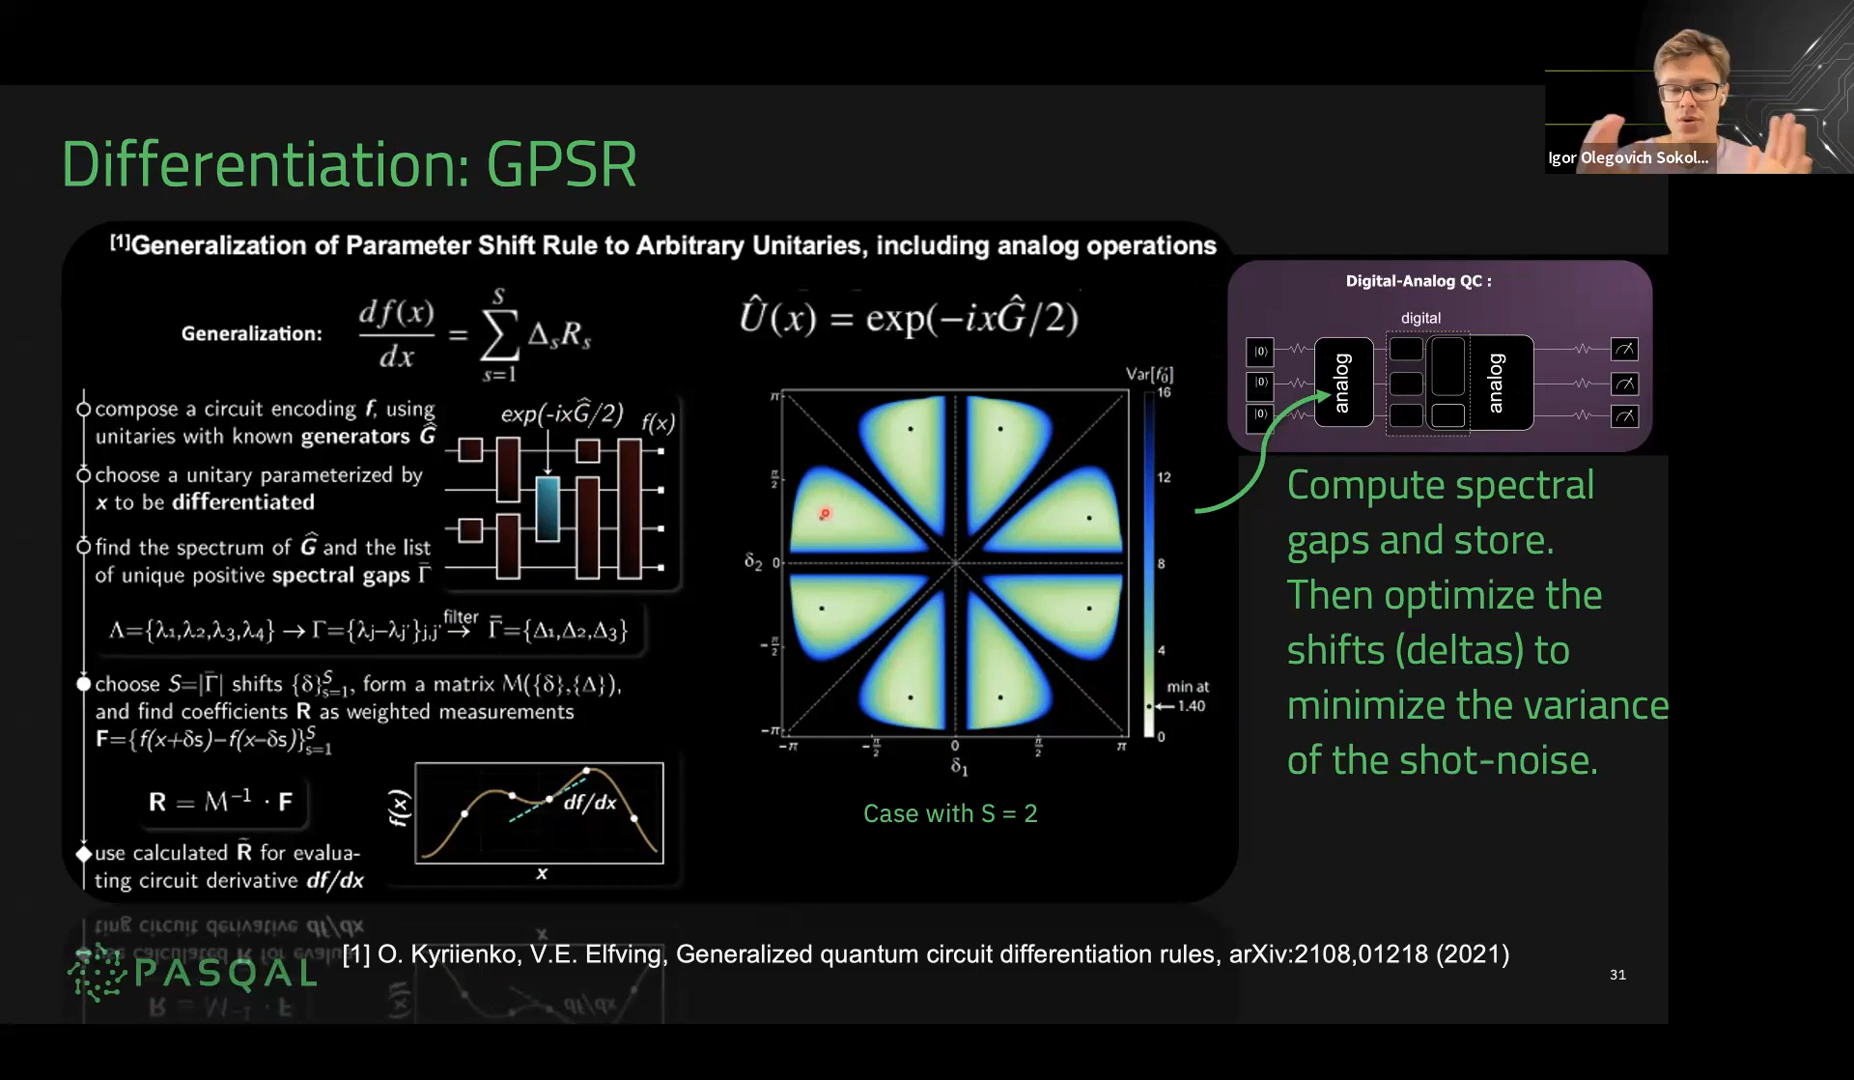 Igor Olegovich Sokol...
Differentiation: GPSR
[1]Generalization of Parameter Shift Rule to Arbitrary Unitaries, including analog operations
Generalization:
df(x)/dx = Σ_{s=1}^{S} Δ_s R_s
Û(x) = exp(−ixĜ/2)
compose a circuit encoding f, using
unitaries with known generators Ĝ
choose a unitary parameterized by
x to be differentiated
find the spectrum of Ĝ and the list
of unique positive spectral gaps Γ̄
exp(-ixĜ/2)
f(x)
Λ={λ₁,λ₂,λ₃,λ₄} → Γ={λj−λj'}j,j' filter→ Γ̄={Δ₁,Δ₂,Δ₃}
choose S=|Γ̄| shifts {δ}_{s=1}^{S}, form a matrix M({δ},{Δ}),
and find coefficients R as weighted measurements
F={f(x+δs)−f(x−δs)}_{s=1}^{S}
R = M⁻¹ · F
use calculated R̃ for evalua-
ting circuit derivative df/dx
f(x)
df/dx
x
Var[f₀']
16
12
8
4
min at
1.40
0
π
π/2
δ₂ 0
−π/2
−π
−π −π/2 0 π/2 π
δ₁
Case with S = 2
Digital-Analog QC :
digital
|0⟩
|0⟩
|0⟩
analog
analog
Compute spectral
gaps and store.
Then optimize the
shifts (deltas) to
minimize the variance
of the shot-noise.
PASQAL
[1] O. Kyriienko, V.E. Elfving, Generalized quantum circuit differentiation rules, arXiv:2108,01218 (2021)
31